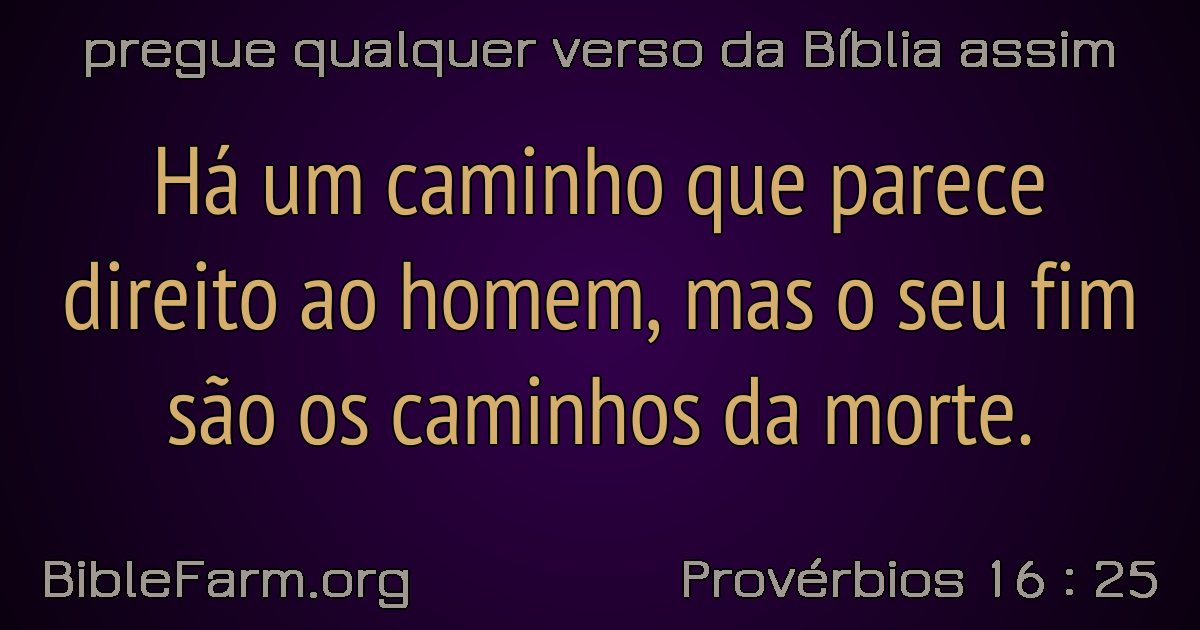 pregue qualquer verso da Bíblia assim
Há um caminho que parece
direito ao homem, mas o seu fim
são os caminhos da morte.
BibleFarm.org
Provérbios 16 : 25